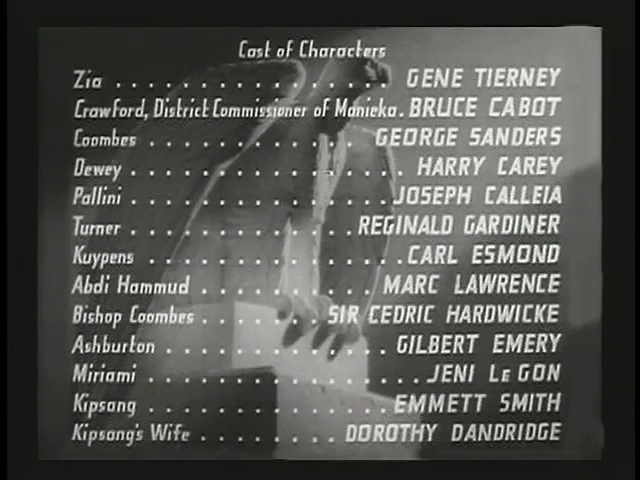 Cast of Characters
Zia . . . . . . . . . . . . . . . . . GENE TIERNEY
Crawford, District Commissioner of Manieka. BRUCE CABOT
Coombes . . . . . . . . . . . . . GEORGE SANDERS
Dewey . . . . . . . . . . . . . . . . . HARRY CAREY
Pallini . . . . . . . . . . . . . . . . JOSEPH CALLEIA
Turner . . . . . . . . . . . . . . REGINALD GARDINER
Kuypens . . . . . . . . . . . . . . . . CARL ESMOND
Abdi Hammud . . . . . . . . . . . MARC LAWRENCE
Bishop Coombes . . . . . . . SIR CEDRIC HARDWICKE
Ashburton . . . . . . . . . . . . . GILBERT EMERY
Miriami . . . . . . . . . . . . . . . . . JENI LE GON
Kipsang . . . . . . . . . . . . . . EMMETT SMITH
Kipsang's Wife . . . . . . . . DOROTHY DANDRIDGE